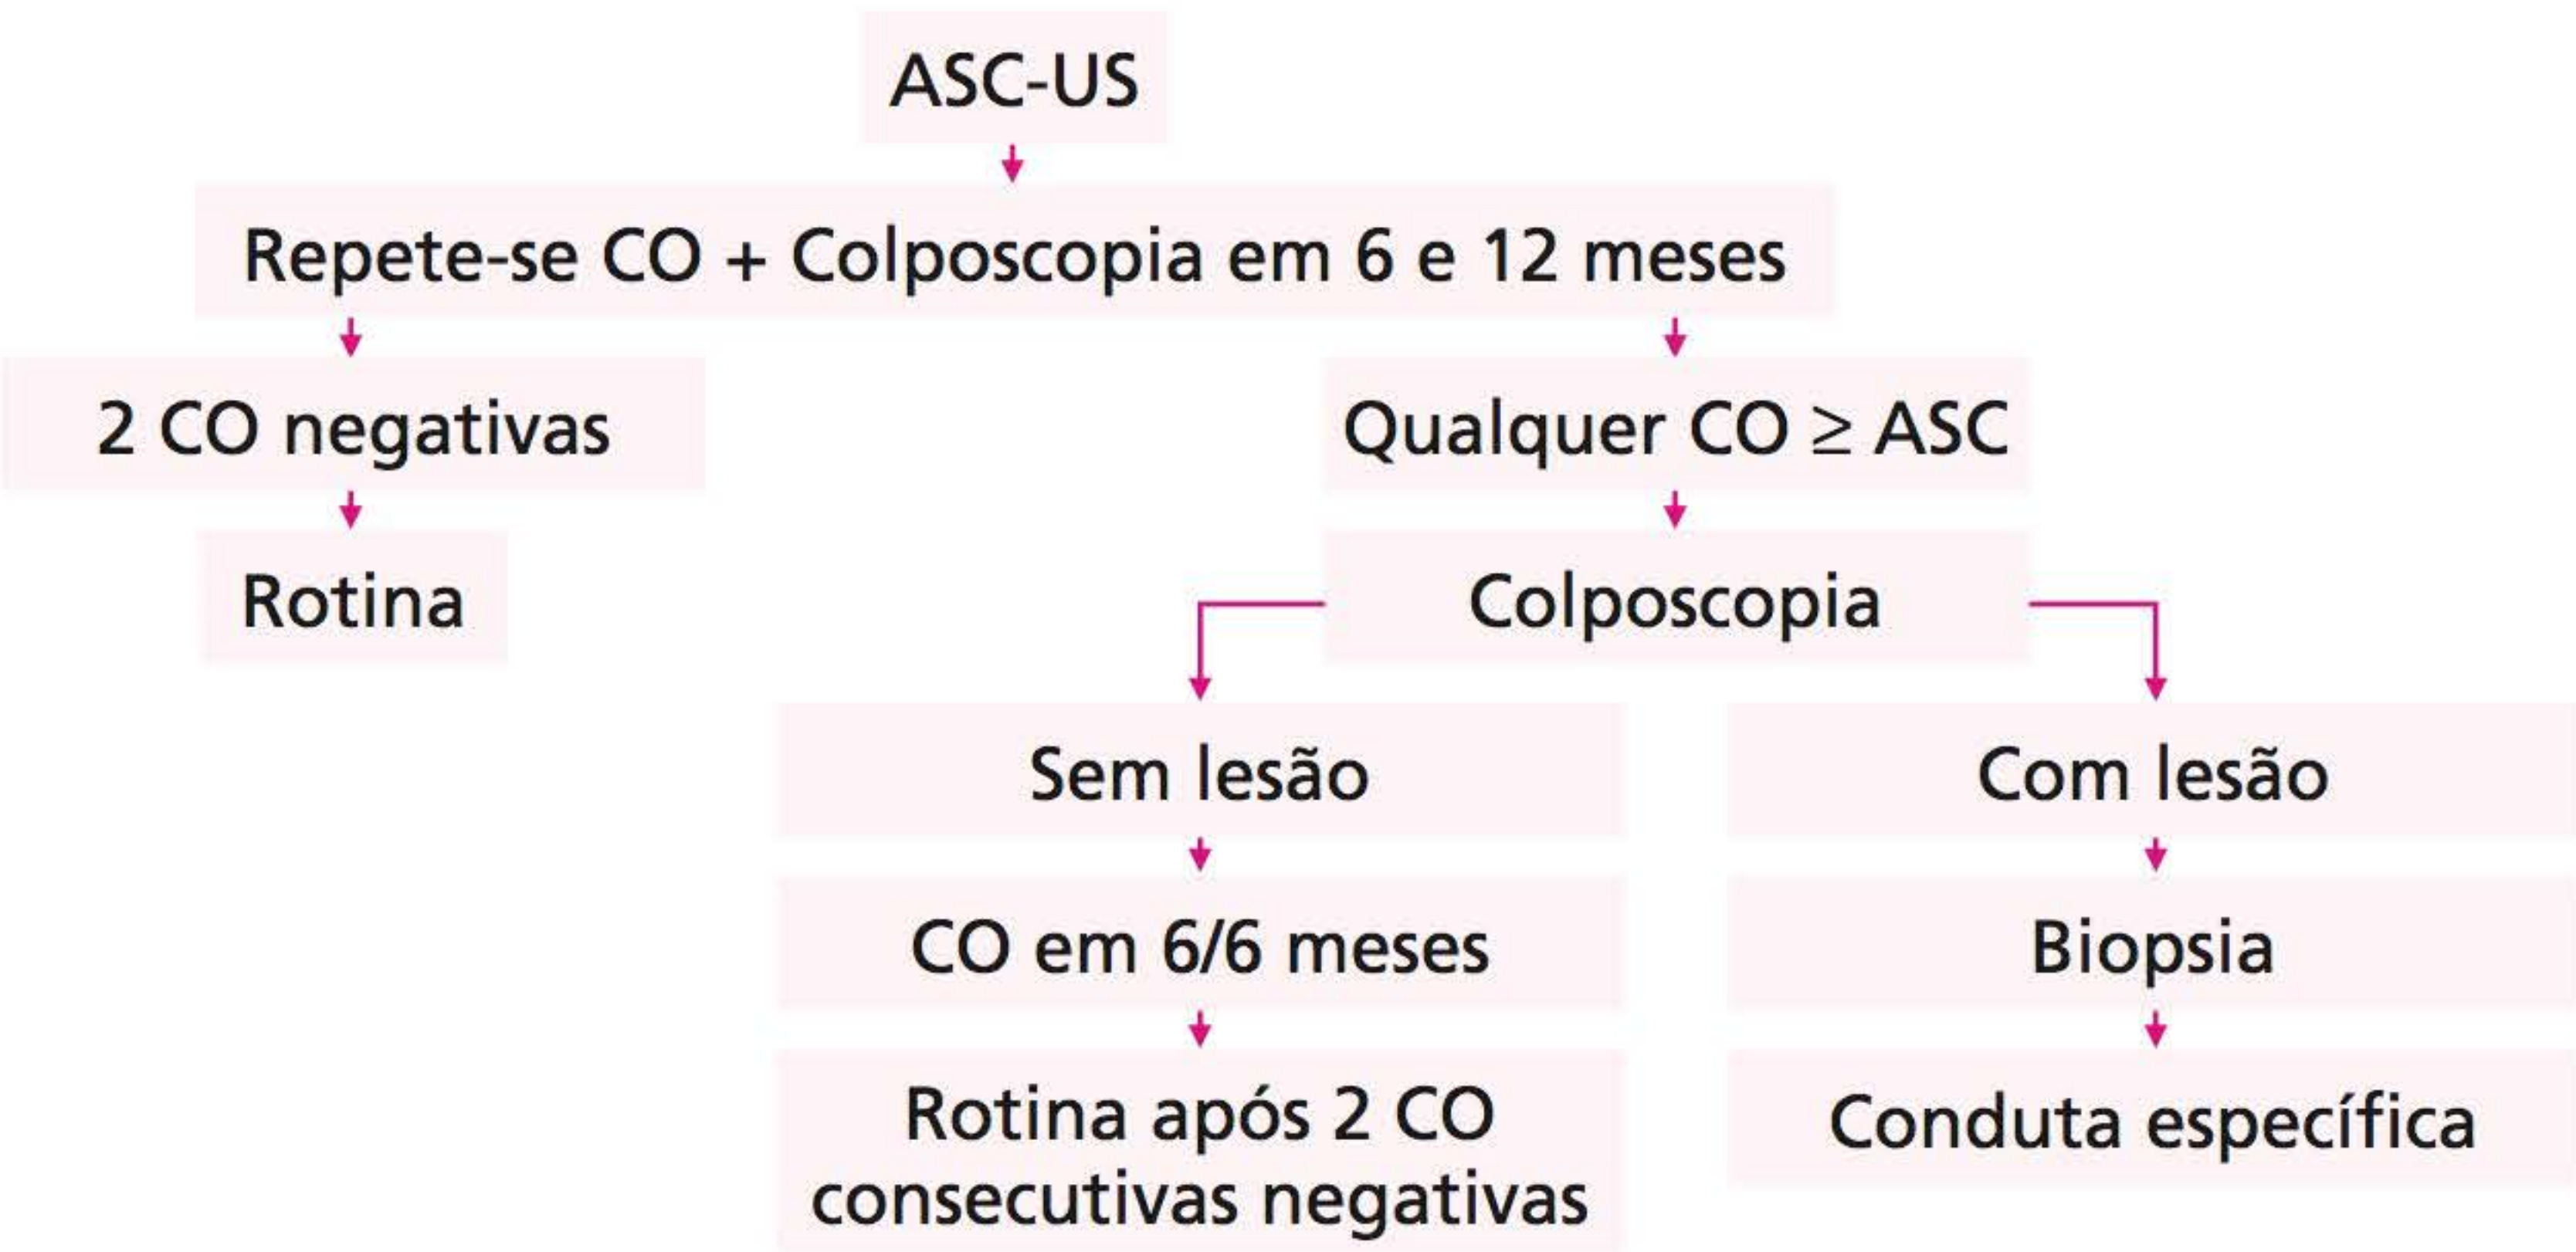 ASC-US
Repete-se CO + Colposcopia em 6 e 12 meses
2 CO negativas
Qualquer CO ≥ ASC
Rotina
Colposcopia
Sem lesão
Com lesão
CO em 6/6 meses
Biopsia
Rotina após 2 CO
consecutivas negativas
Conduta específica